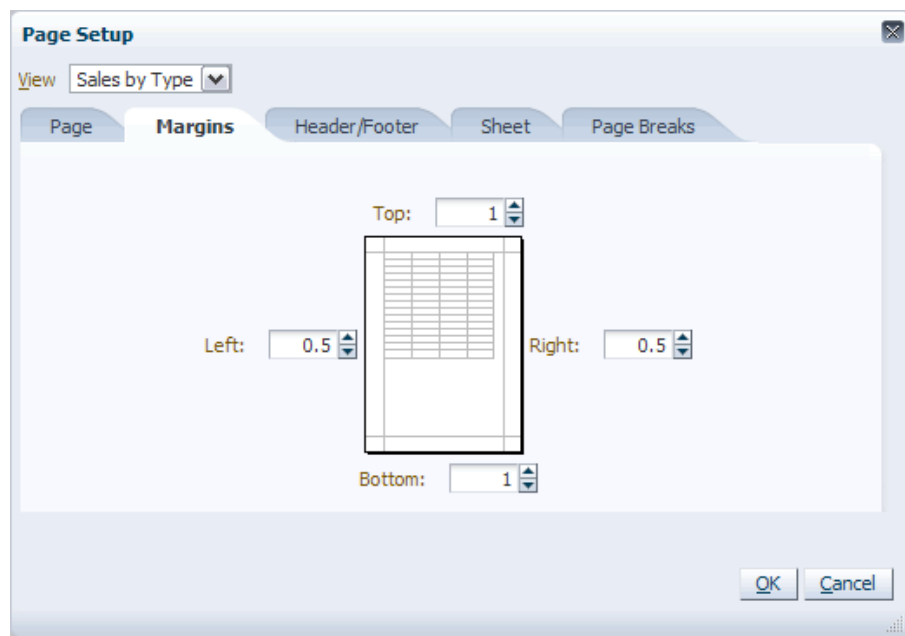 Page Setup
View Sales by Type
Page Margins Header/Footer Sheet Page Breaks
Top: 1
Left: 0.5 Right: 0.5
Bottom: 1
OK Cancel